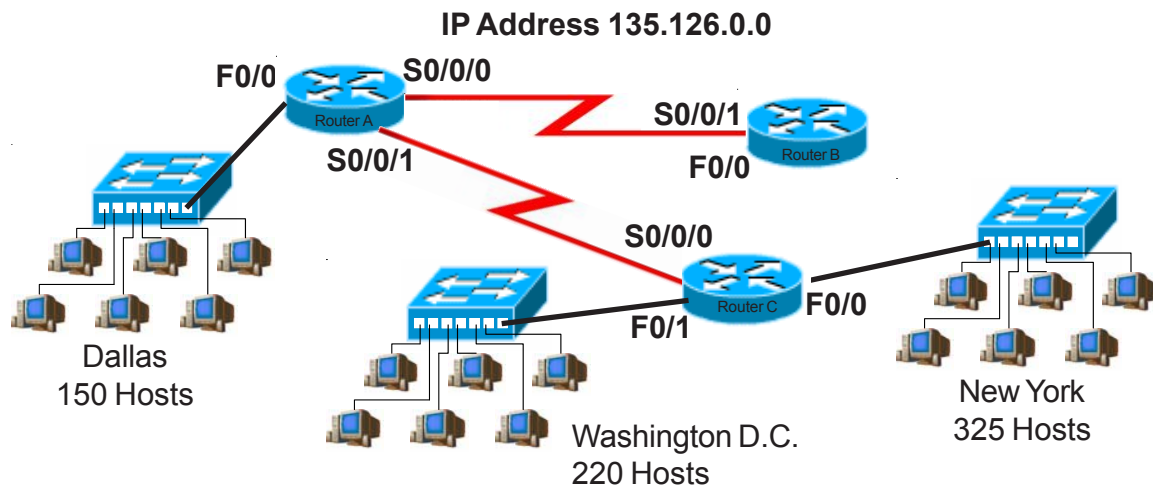 IP Address 135.126.0.0
F0/0
S0/0/0
Router A
S0/0/1
S0/0/1
Router B
F0/0
S0/0/0
Router C
F0/1
F0/0
Dallas
150 Hosts
Washington D.C.
220 Hosts
New York
325 Hosts